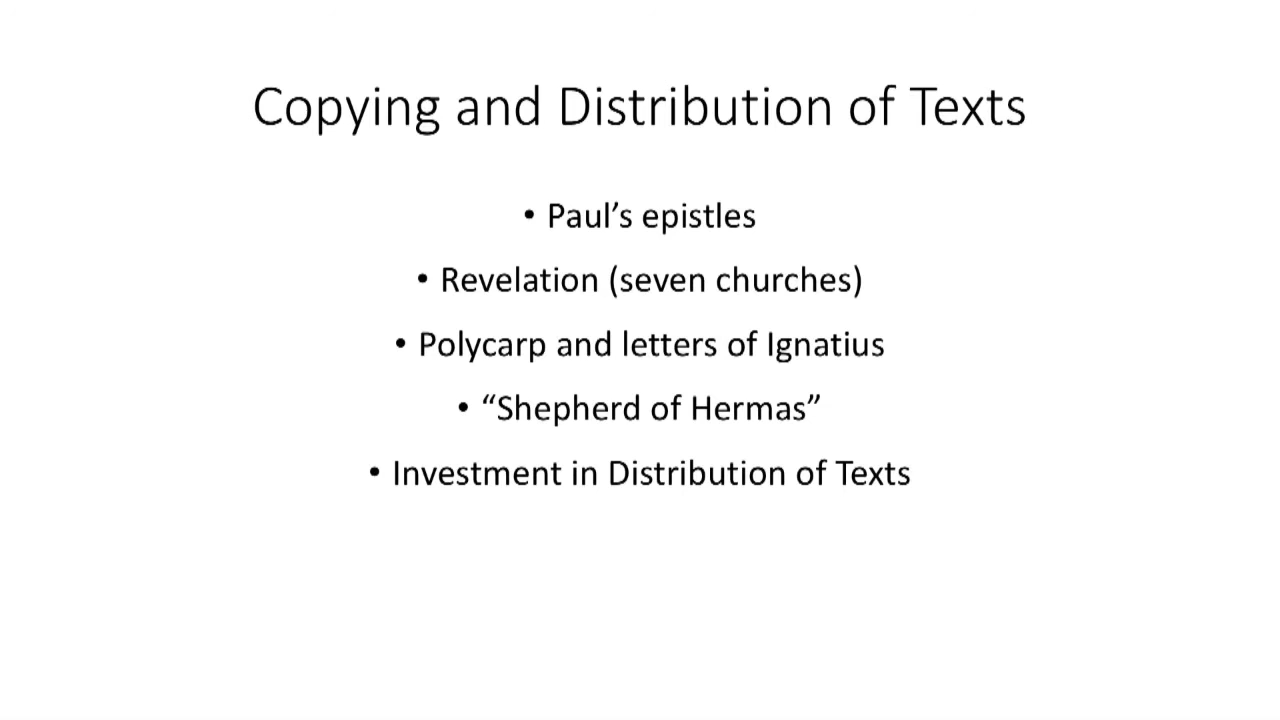 Copying and Distribution of Texts
• Paul’s epistles
• Revelation (seven churches)
• Polycarp and letters of Ignatius
• “Shepherd of Hermas”
• Investment in Distribution of Texts